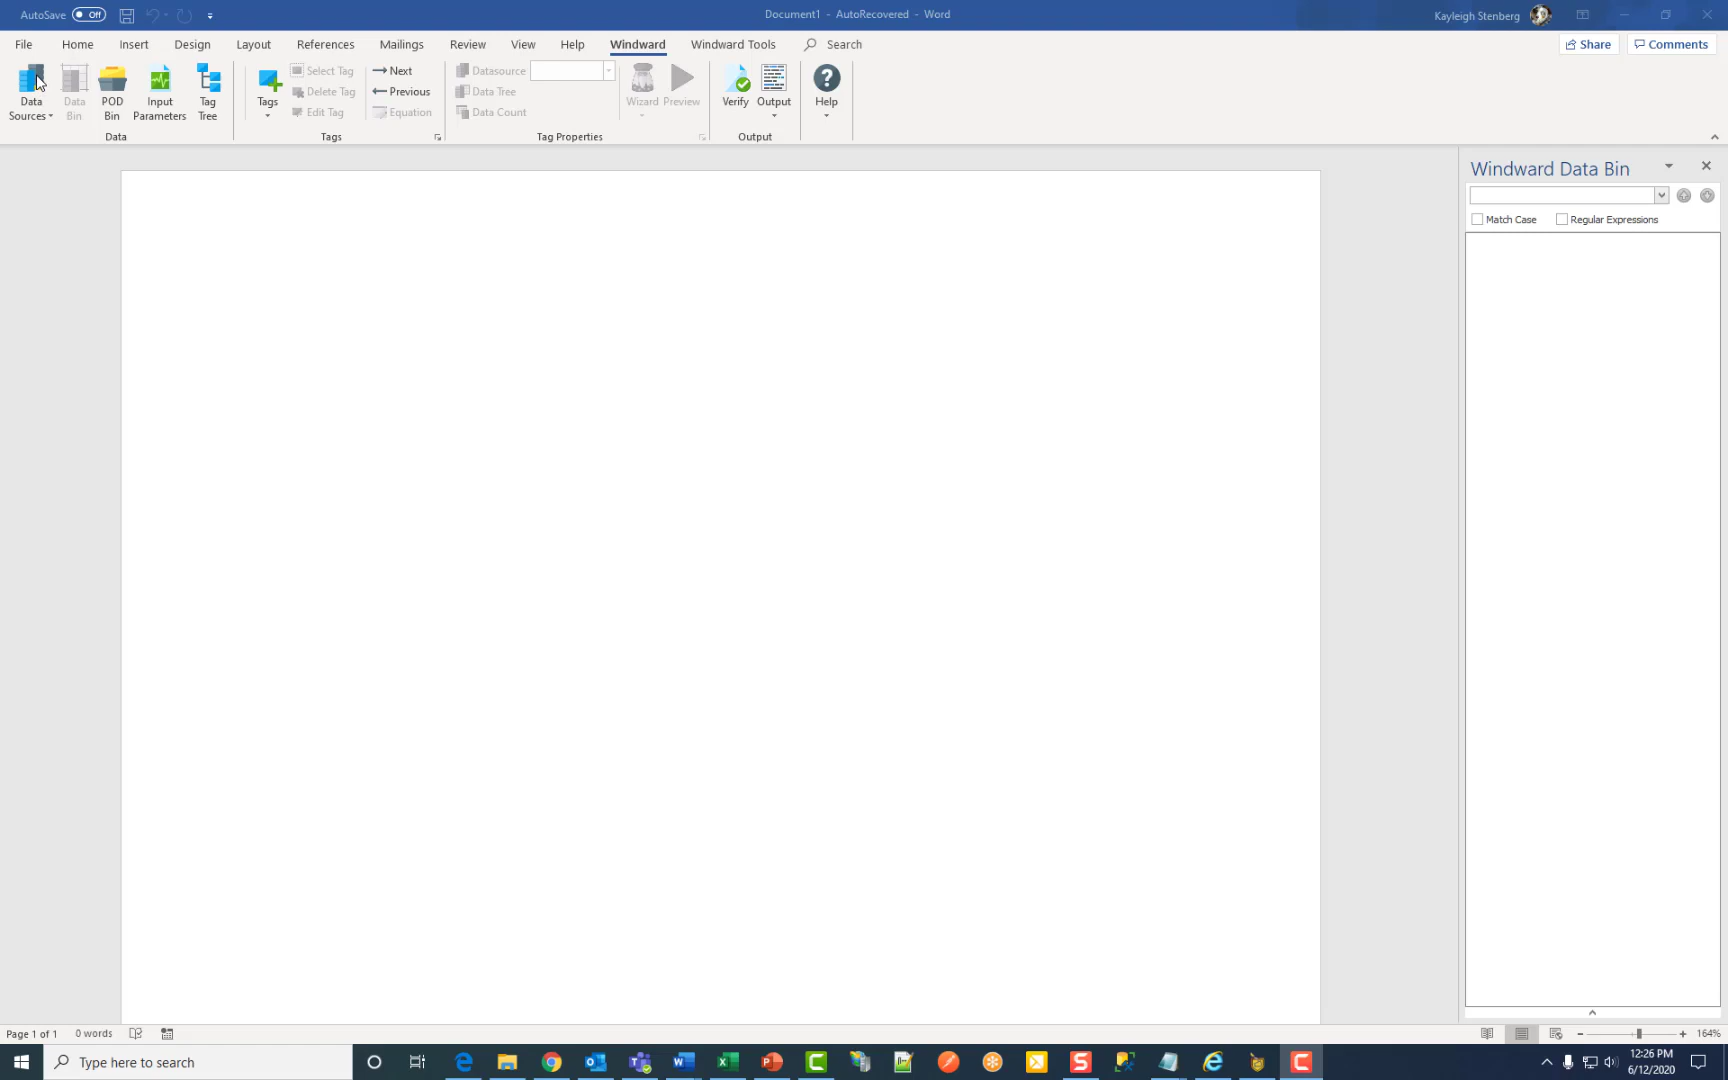 AutoSave Off
Document1 - AutoRecovered - Word
Kayleigh Stenberg
File Home Insert Design Layout References Mailings Review View Help Windward Windward Tools Search
Share Comments
Data Sources
Data Bin
POD Bin
Input Parameters
Tag Tree
Data
Tags
Select Tag
Delete Tag
Edit Tag
Next
Previous
Equation
Tags
Datasource
Data Tree
Data Count
Wizard
Preview
Tag Properties
Verify
Output
Output
Help
Windward Data Bin
Match Case Regular Expressions
Page 1 of 1 0 words
164%
Type here to search
12:26 PM
6/12/2020